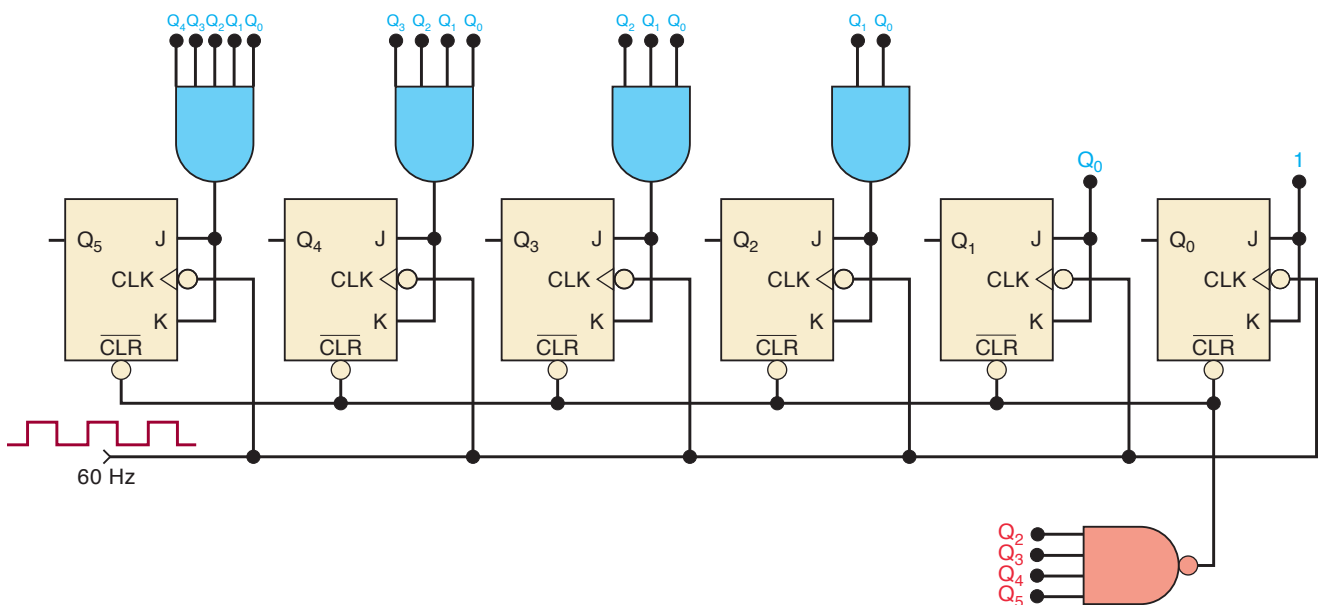 Q₄ Q₃ Q₂ Q₁ Q₀
Q₃ Q₂ Q₁ Q₀
Q₂ Q₁ Q₀
Q₁ Q₀
Q₀
1
Q₅ J
CLK
K
CLR
Q₄ J
CLK
K
CLR
Q₃ J
CLK
K
CLR
Q₂ J
CLK
K
CLR
Q₁ J
CLK
K
CLR
Q₀ J
CLK
K
CLR
60 Hz
Q₂
Q₃
Q₄
Q₅